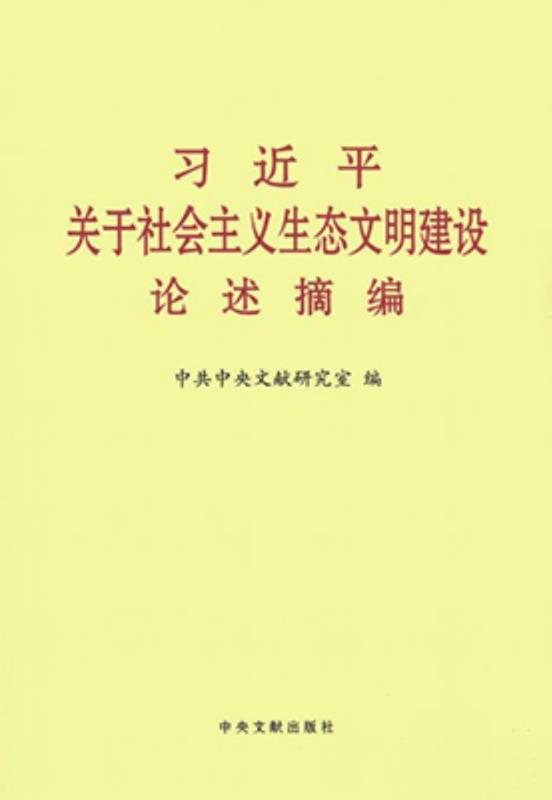 习近平
关于社会主义生态文明建设
论述摘编
中共中央文献研究室 编
中央文献出版社